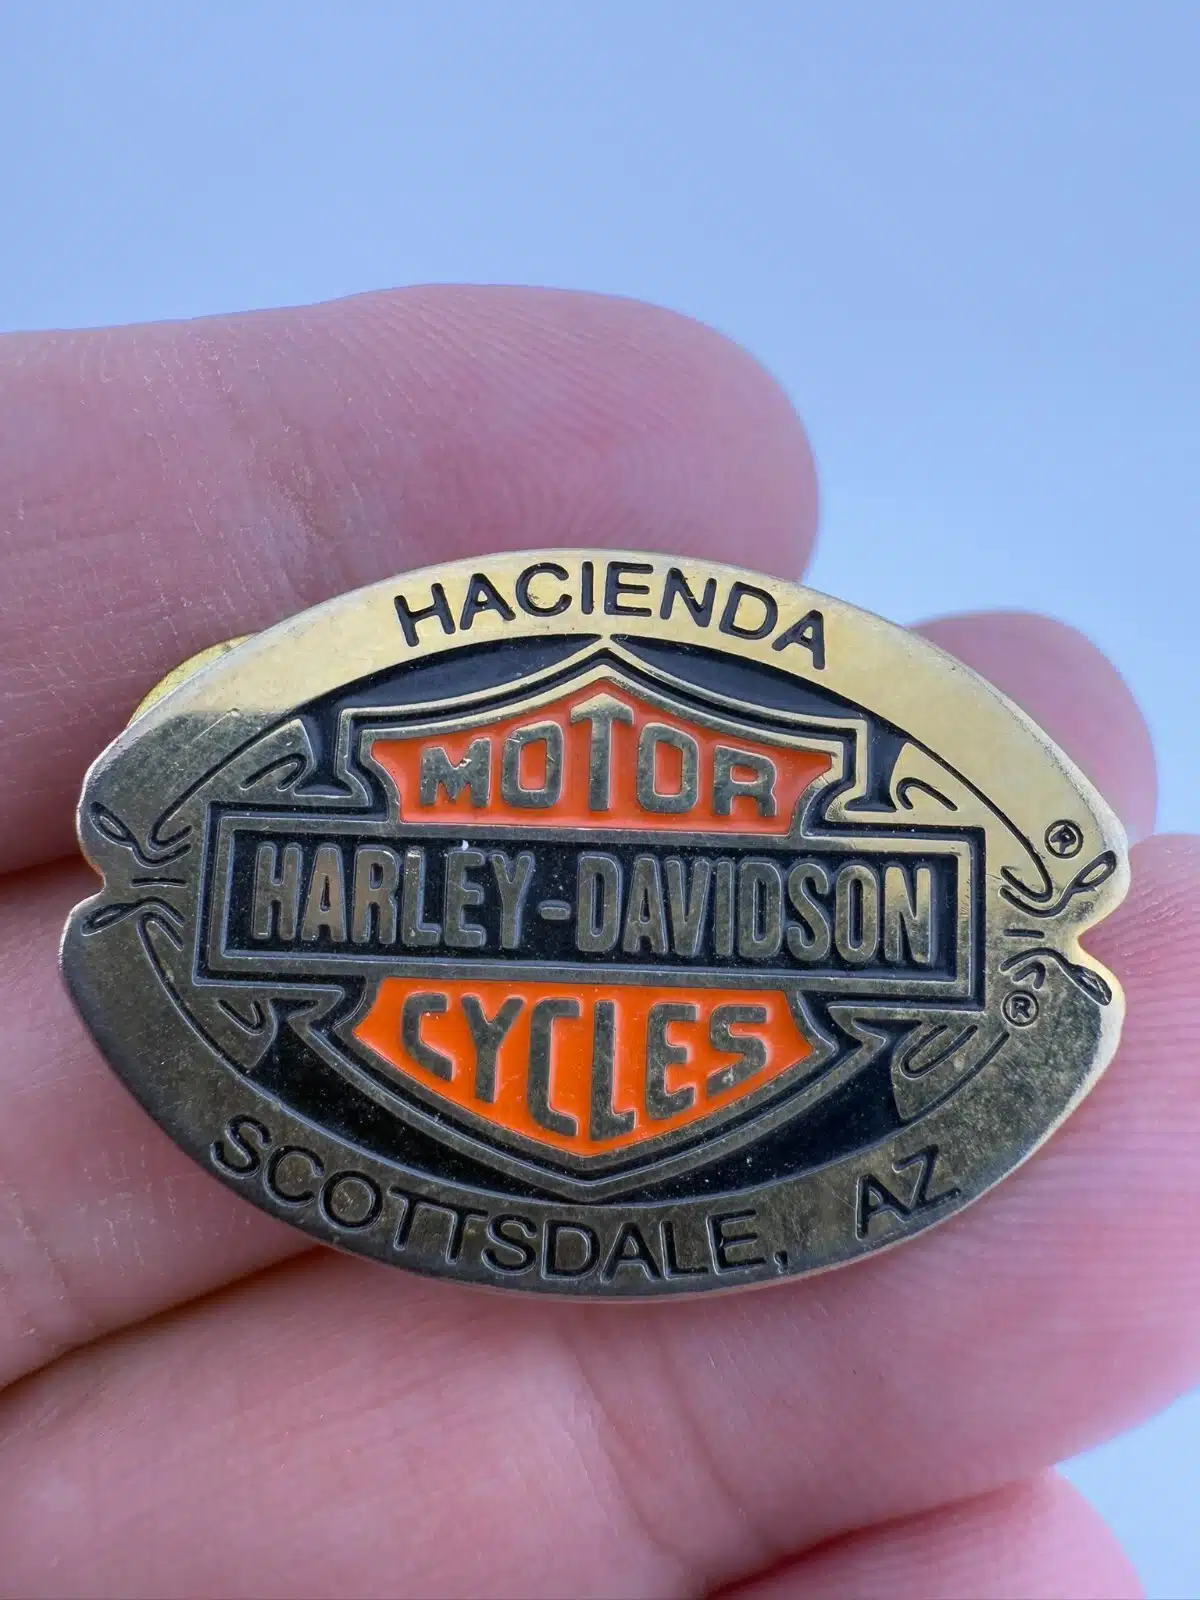 HACIENDA
MOTOR
®
HARLEY-DAVIDSON
CYCLES
®
SCOTTSDALE, AZ